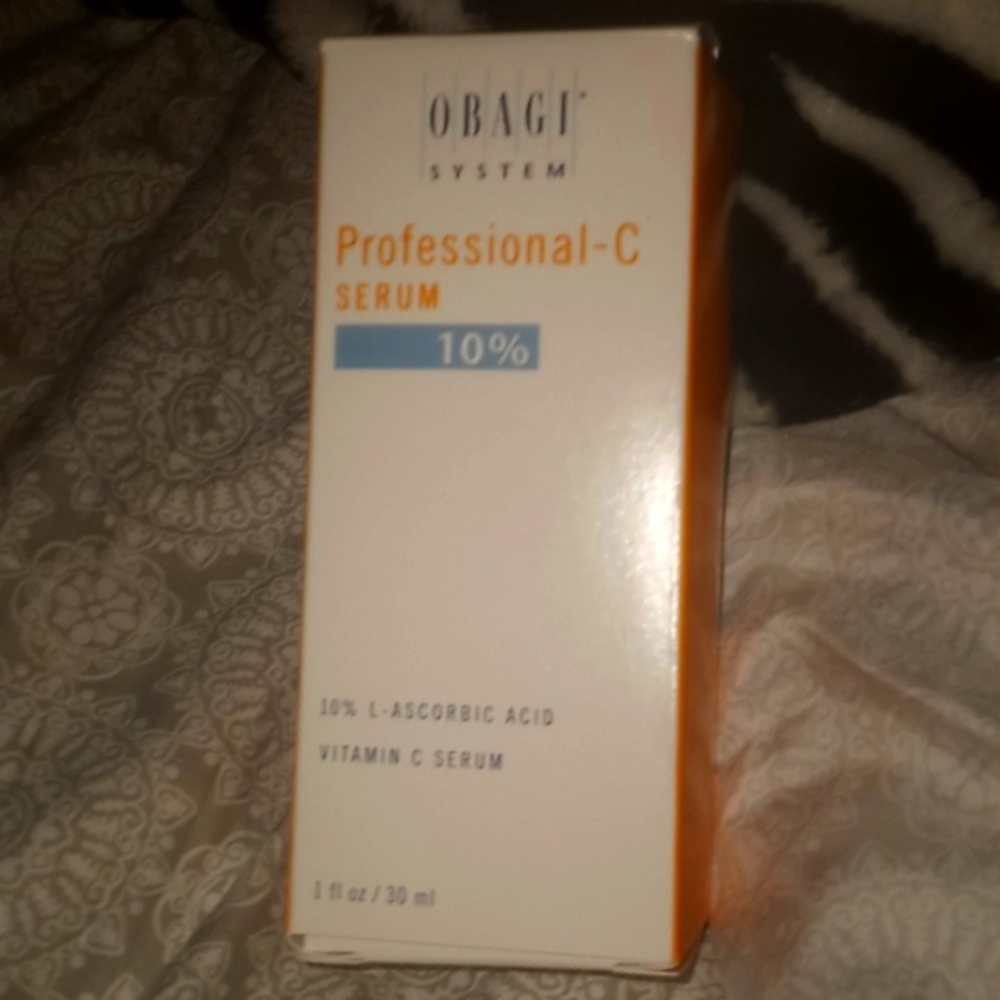 OBAGI
SYSTEM
Professional-C
SERUM
10%
10% L-ASCORBIC ACID
VITAMIN C SERUM
1 fl oz / 30 ml